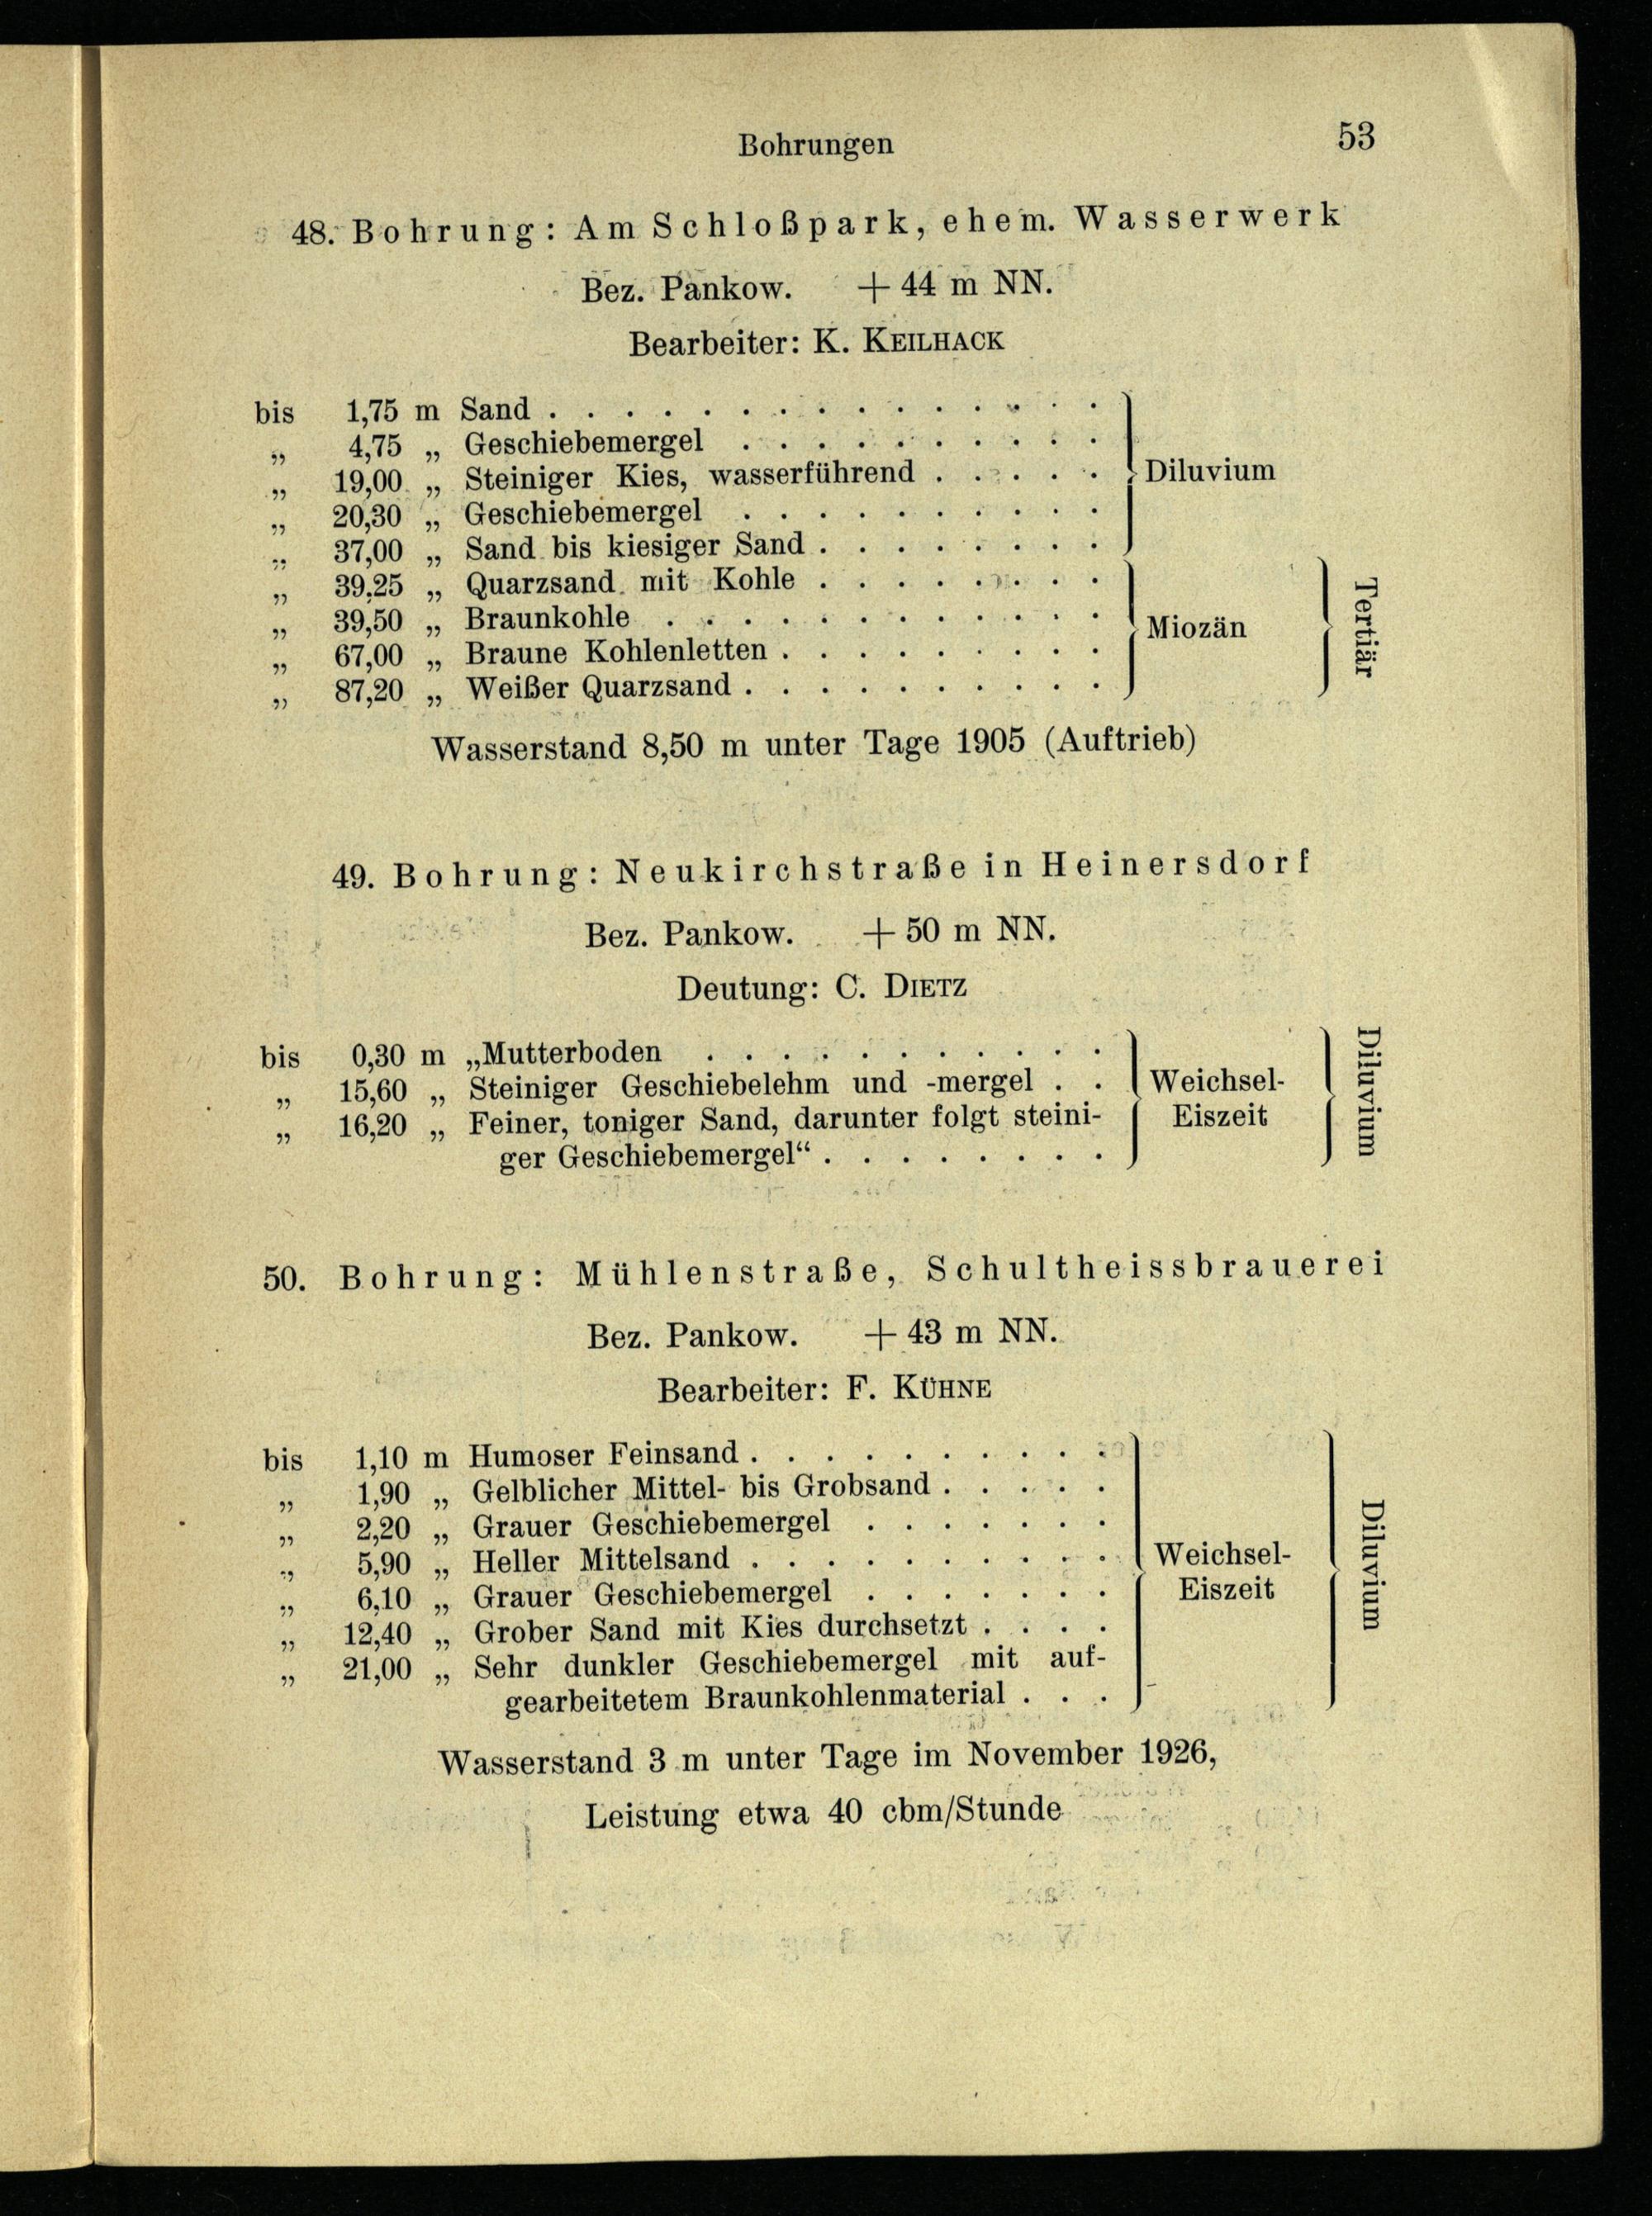 Bohrungen 53
48. Bohrung: Am Schloßpark, ehem. Wasserwerk
Bez. Pankow. + 44 m NN.
Bearbeiter: K. KEILHACK
bis 1,75 m Sand . . . . . . . . . . . . . . .
„ 4,75 „ Geschiebemergel . . . . . . . . . .
„ 19,00 „ Steiniger Kies, wasserführend . . . . . Diluvium
„ 20,30 „ Geschiebemergel . . . . . . . . . .
„ 37,00 „ Sand bis kiesiger Sand . . . . . . . .
„ 39,25 „ Quarzsand mit Kohle . . . . . . . .
„ 39,50 „ Braunkohle . . . . . . . . . . . . Miozän Tertiär
„ 67,00 „ Braune Kohlenletten . . . . . . . . .
„ 87,20 „ Weißer Quarzsand . . . . . . . . . .
Wasserstand 8,50 m unter Tage 1905 (Auftrieb)
49. Bohrung: Neukirchstraße in Heinersdorf
Bez. Pankow. + 50 m NN.
Deutung: C. DIETZ
bis 0,30 m „Mutterboden . . . . . . . . . . .
„ 15,60 „ Steiniger Geschiebelehm und -mergel . . Weichsel- Diluvium
„ 16,20 „ Feiner, toniger Sand, darunter folgt steini- Eiszeit
ger Geschiebemergel“ . . . . . . . .
50. Bohrung: Mühlenstraße, Schultheissbrauerei
Bez. Pankow. + 43 m NN.
Bearbeiter: F. KÜHNE
bis 1,10 m Humoser Feinsand . . . . . . . . . .
„ 1,90 „ Gelblicher Mittel- bis Grobsand . . . . .
„ 2,20 „ Grauer Geschiebemergel . . . . . . .
„ 5,90 „ Heller Mittelsand . . . . . . . . . . Weichsel- Diluvium
„ 6,10 „ Grauer Geschiebemergel . . . . . . . Eiszeit
„ 12,40 „ Grober Sand mit Kies durchsetzt . . . .
„ 21,00 „ Sehr dunkler Geschiebemergel mit auf-
gearbeitetem Braunkohlenmaterial . . .
Wasserstand 3 m unter Tage im November 1926,
Leistung etwa 40 cbm/Stunde